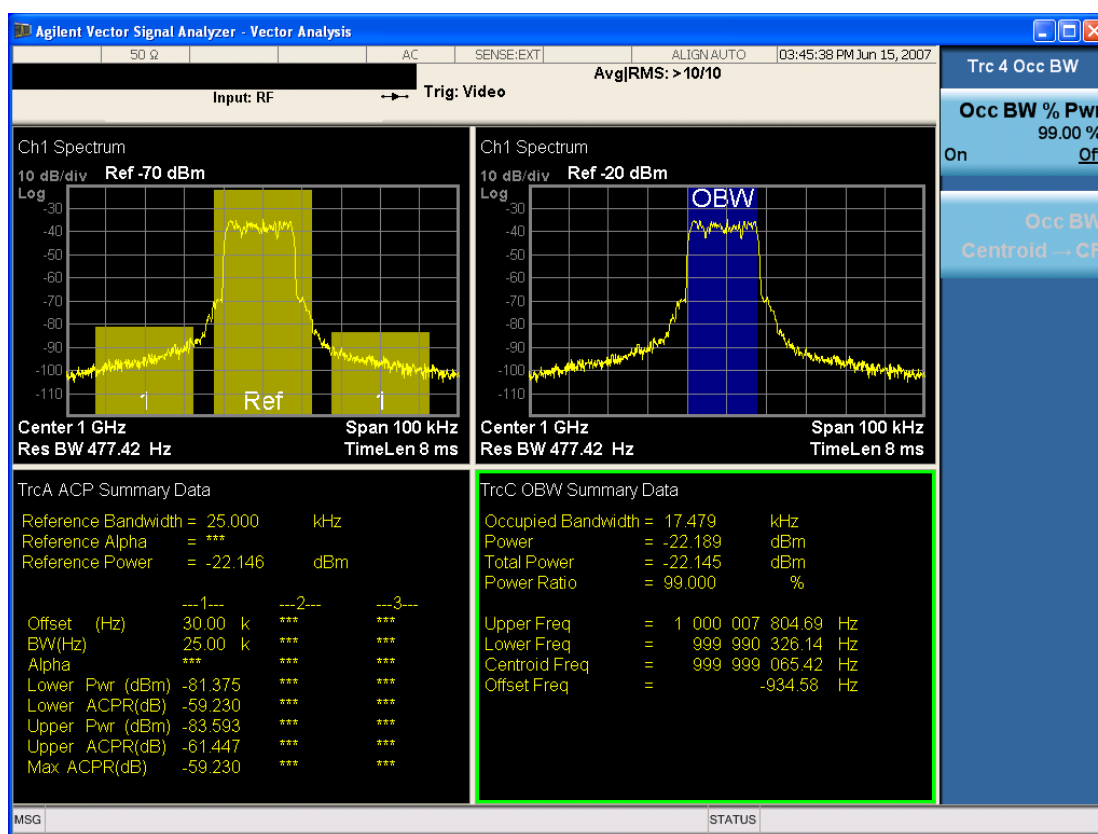 Agilent Vector Signal Analyzer - Vector Analysis
50 Ω AC SENSE:EXT ALIGN AUTO 03:45:38 PM Jun 15, 2007
Avg|RMS: >10/10
Input: RF Trig: Video
Trc 4 Occ BW
Occ BW % Pwr
99.00 %
On Off
Occ BW
Centroid → CF
Ch1 Spectrum
10 dB/div Ref -70 dBm
Log
-30
-40
-50
-60
-70
-80
-90
-100
-110
1 Ref 1
Center 1 GHz Span 100 kHz
Res BW 477.42 Hz TimeLen 8 ms
Ch1 Spectrum
10 dB/div Ref -20 dBm
Log
OBW
-30
-40
-50
-60
-70
-80
-90
-100
-110
Center 1 GHz Span 100 kHz
Res BW 477.42 Hz TimeLen 8 ms
TrcA ACP Summary Data
Reference Bandwidth = 25.000 kHz
Reference Alpha = ***
Reference Power = -22.146 dBm
---1--- ---2--- ---3---
Offset (Hz) 30.00 k *** ***
BW(Hz) 25.00 k *** ***
Alpha *** *** ***
Lower Pwr (dBm) -81.375 *** ***
Lower ACPR(dB) -59.230 *** ***
Upper Pwr (dBm) -83.593 *** ***
Upper ACPR(dB) -61.447 *** ***
Max ACPR(dB) -59.230 *** ***
TrcC OBW Summary Data
Occupied Bandwidth = 17.479 kHz
Power = -22.189 dBm
Total Power = -22.145 dBm
Power Ratio = 99.000 %
Upper Freq = 1 000 007 804.69 Hz
Lower Freq = 999 990 326.14 Hz
Centroid Freq = 999 999 065.42 Hz
Offset Freq = -934.58 Hz
MSG STATUS